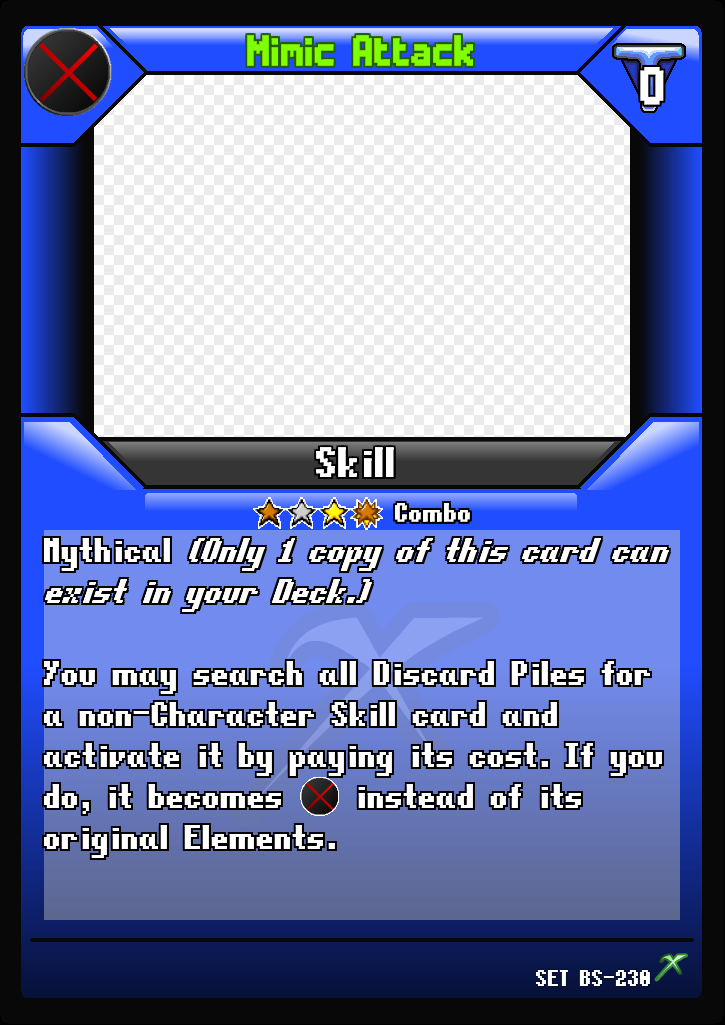 Mimic Attack
0
Skill
Combo
Mythical (Only 1 copy of this card can
exist in your Deck.)
You may search all Discard Piles for
a non-Character Skill card and
activate it by paying its cost. If you
do, it becomes instead of its
original Elements.
SET BS-230